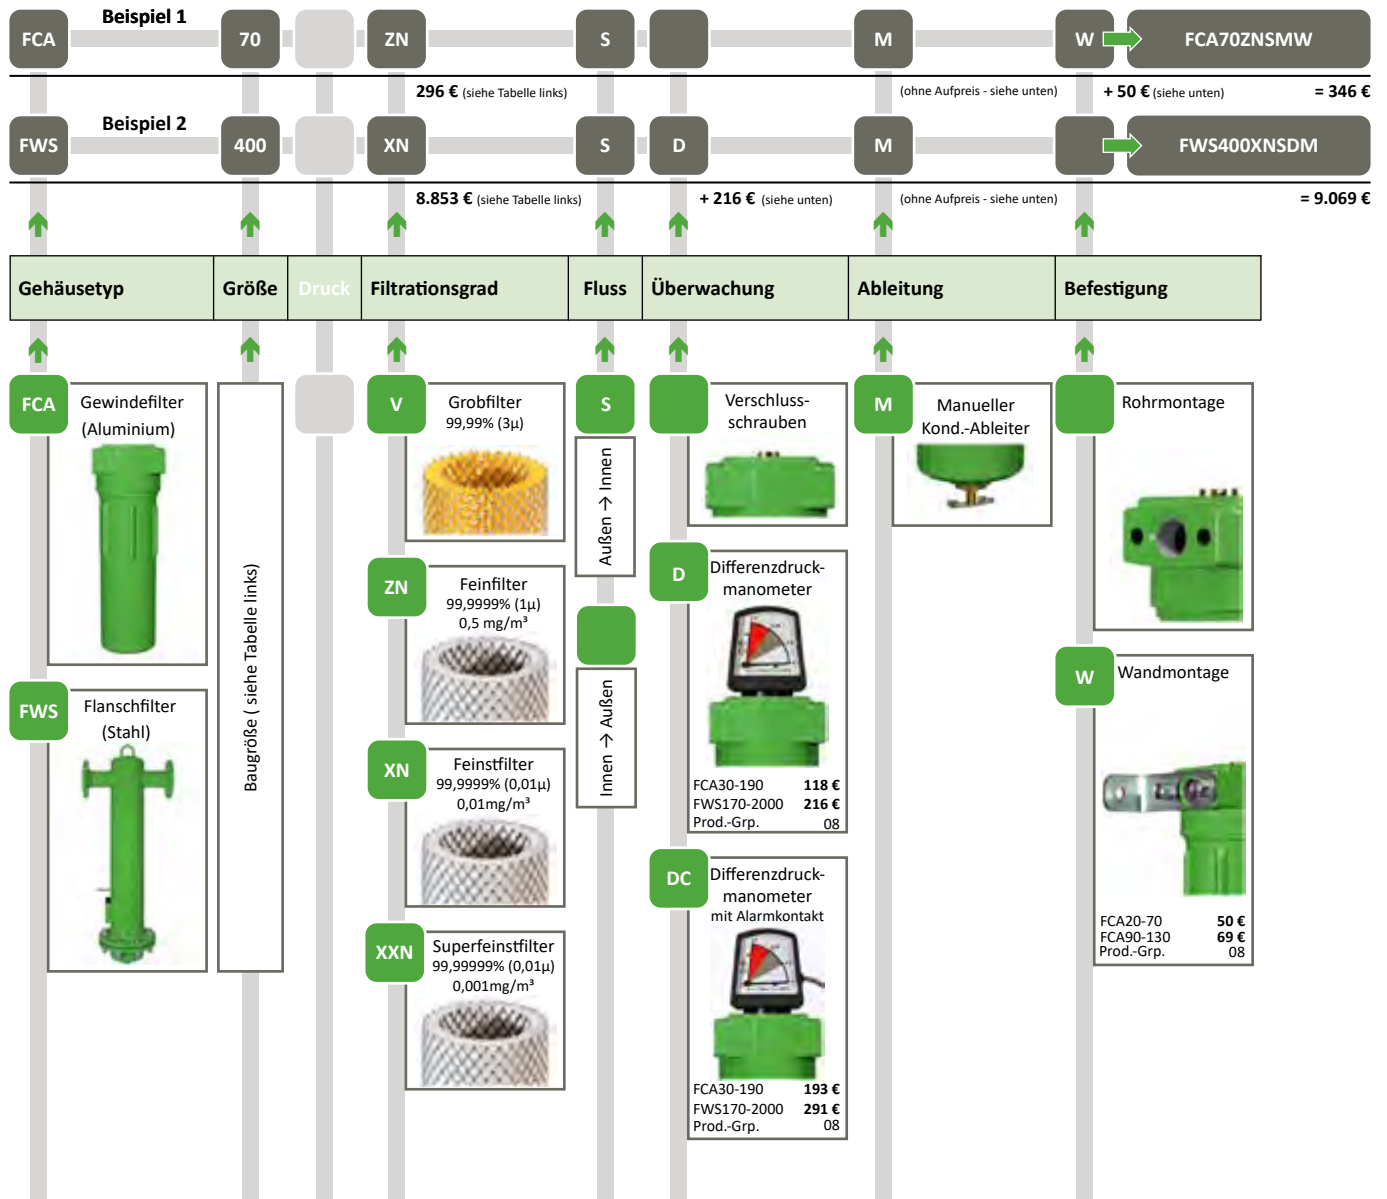 Beispiel 1
FCA 70 ZN S M W FCA70ZNSMW
296 € (siehe Tabelle links) (ohne Aufpreis - siehe unten) + 50 € (siehe unten) = 346 €
Beispiel 2
FWS 400 XN S D M FWS400XNSDM
8.853 € (siehe Tabelle links) + 216 € (siehe unten) (ohne Aufpreis - siehe unten) = 9.069 €
Gehäusetyp Größe Druck Filtrationsgrad Fluss Überwachung Ableitung Befestigung
FCA
Gewindefilter
(Aluminium)
FWS
Flanschfilter
(Stahl)
Baugröße ( siehe Tabelle links)
V
Grobfilter
99,99% (3µ)
ZN
Feinfilter
99,9999% (1µ)
0,5 mg/m³
XN
Feinstfilter
99,9999% (0,01µ)
0,01mg/m³
XXN
Superfeinstfilter
99,99999% (0,01µ)
0,001mg/m³
S
Außen → Innen
Innen → Außen
Verschluss-
schrauben
D
Differenzdruck-
manometer
FCA30-190 118 €
FWS170-2000 216 €
Prod.-Grp. 08
DC
Differenzdruck-
manometer
mit Alarmkontakt
FCA30-190 193 €
FWS170-2000 291 €
Prod.-Grp. 08
M
Manueller
Kond.-Ableiter
Rohrmontage
W
Wandmontage
FCA20-70 50 €
FCA90-130 69 €
Prod.-Grp. 08